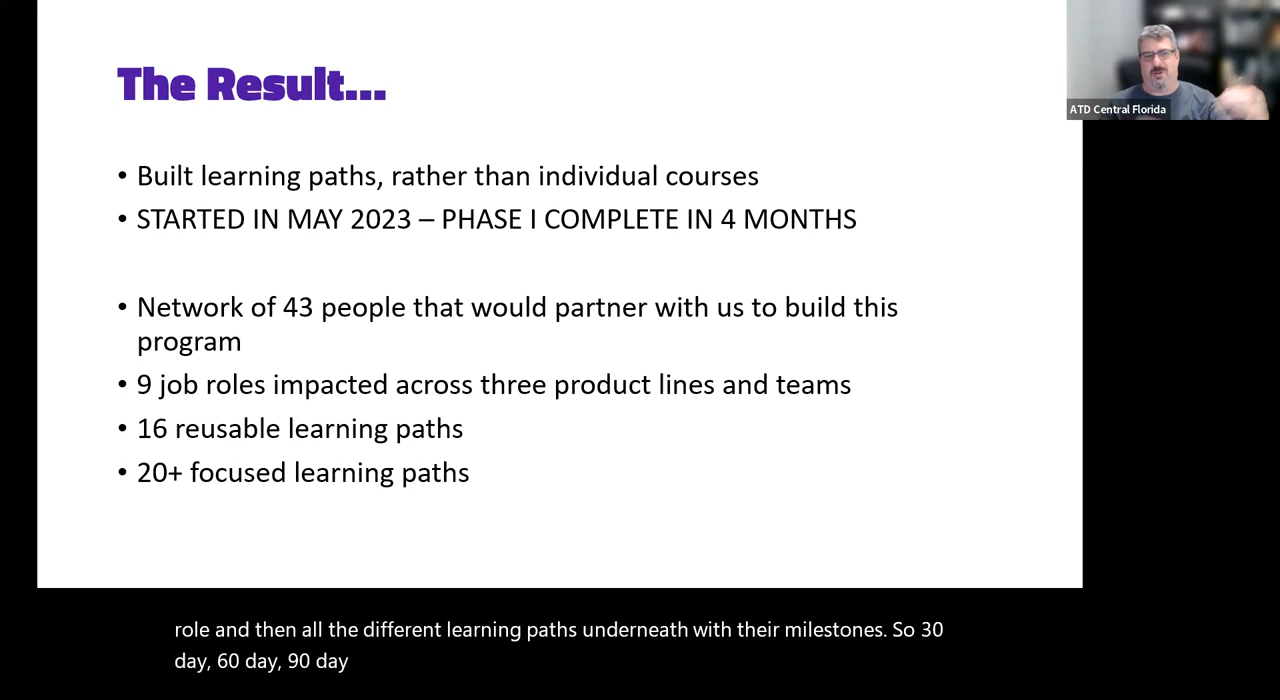 The Result...
• Built learning paths, rather than individual courses
• STARTED IN MAY 2023 – PHASE I COMPLETE IN 4 MONTHS
• Network of 43 people that would partner with us to build this
program
• 9 job roles impacted across three product lines and teams
• 16 reusable learning paths
• 20+ focused learning paths
ATD Central Florida
role and then all the different learning paths underneath with their milestones. So 30
day, 60 day, 90 day